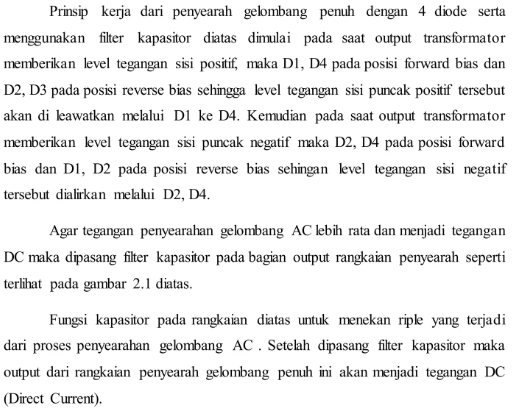 Prinsip kerja dari penyearah gelombang penuh dengan 4 diode serta
menggunakan filter kapasitor diatas dimulai pada saat output transformator
memberikan level tegangan sisi positif, maka D1, D4 pada posisi forward bias dan
D2, D3 pada posisi reverse bias sehingga level tegangan sisi puncak positif tersebut
akan di leawatkan melalui D1 ke D4. Kemudian pada saat output transformator
memberikan level tegangan sisi puncak negatif maka D2, D4 pada posisi forward
bias dan D1, D2 pada posisi reverse bias sehingan level tegangan sisi negatif
tersebut dialirkan melalui D2, D4.
Agar tegangan penyearahan gelombang AC lebih rata dan menjadi tegangan
DC maka dipasang filter kapasitor pada bagian output rangkaian penyearah seperti
terlihat pada gambar 2.1 diatas.
Fungsi kapasitor pada rangkaian diatas untuk menekan riple yang terjadi
dari proses penyearahan gelombang AC . Setelah dipasang filter kapasitor maka
output dari rangkaian penyearah gelombang penuh ini akan menjadi tegangan DC
(Direct Current).